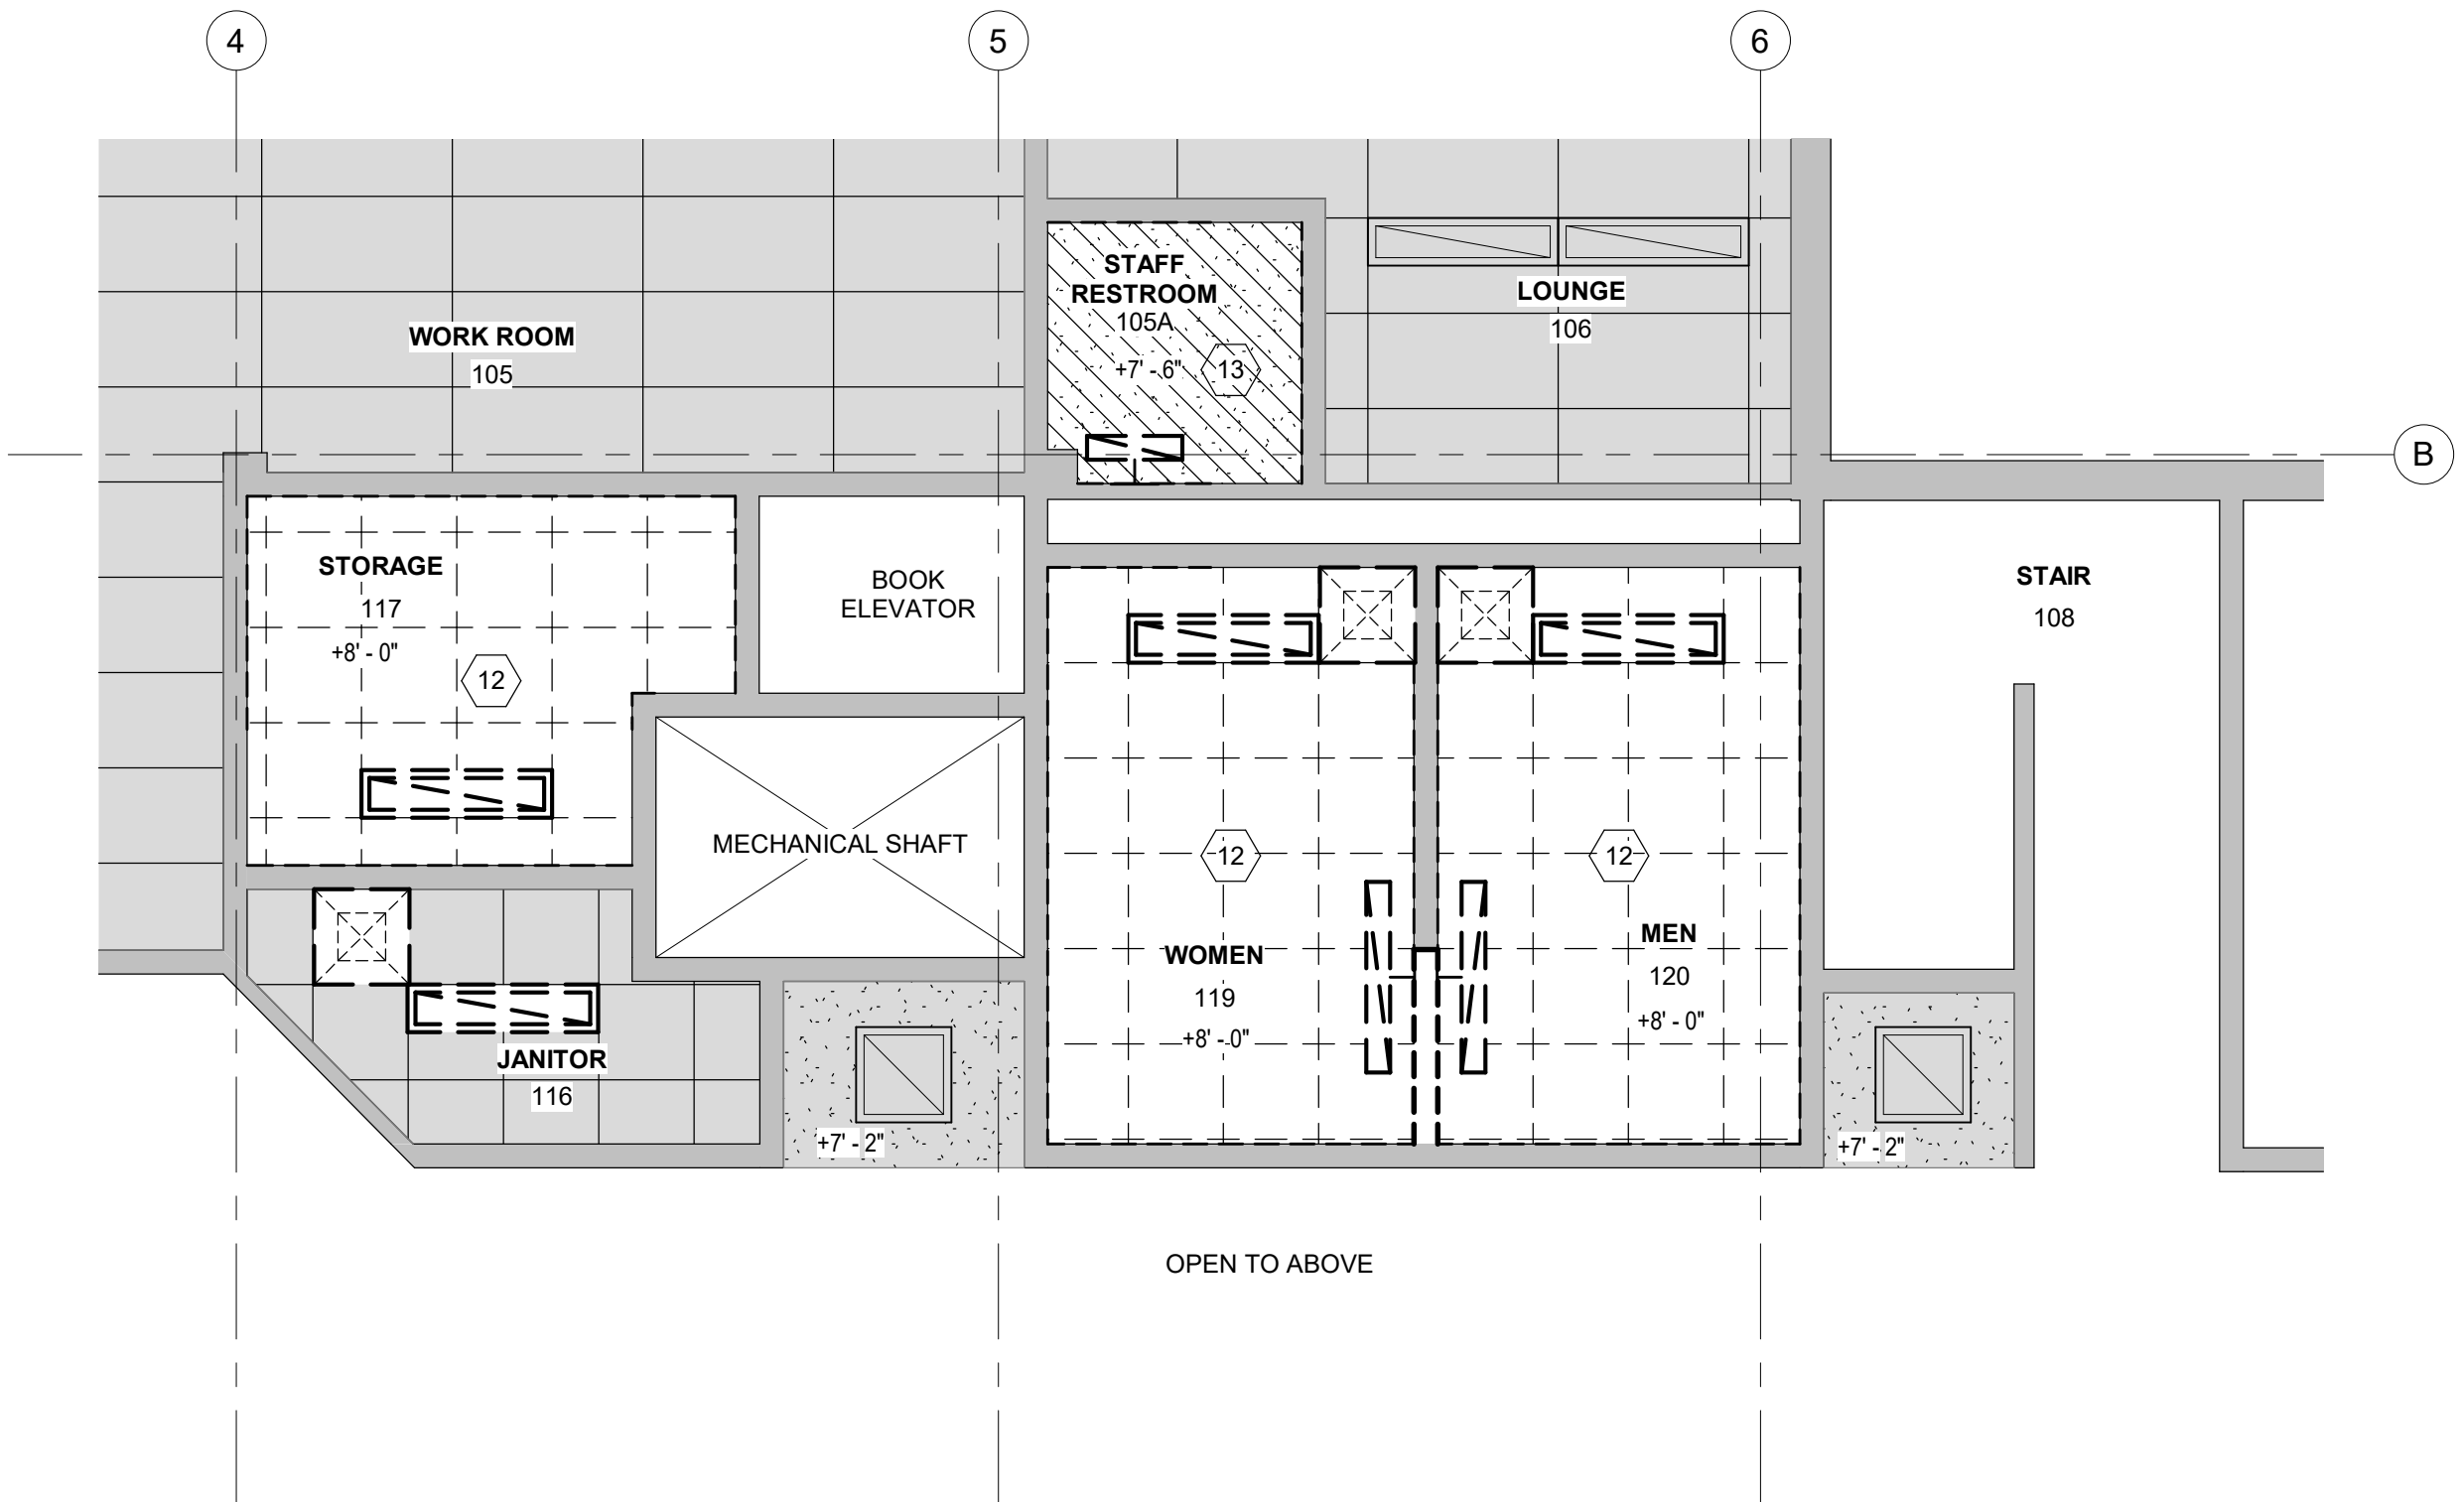 4
5
6
STAFF
RESTROOM
105A
+7' - 6"
13
LOUNGE
106
WORK ROOM
105
B
STORAGE
117
+8' - 0"
12
BOOK
ELEVATOR
STAIR
108
MECHANICAL SHAFT
12
12
WOMEN
119
+8' - 0"
MEN
120
+8' - 0"
JANITOR
116
+7' - 2"
+7' - 2"
OPEN TO ABOVE